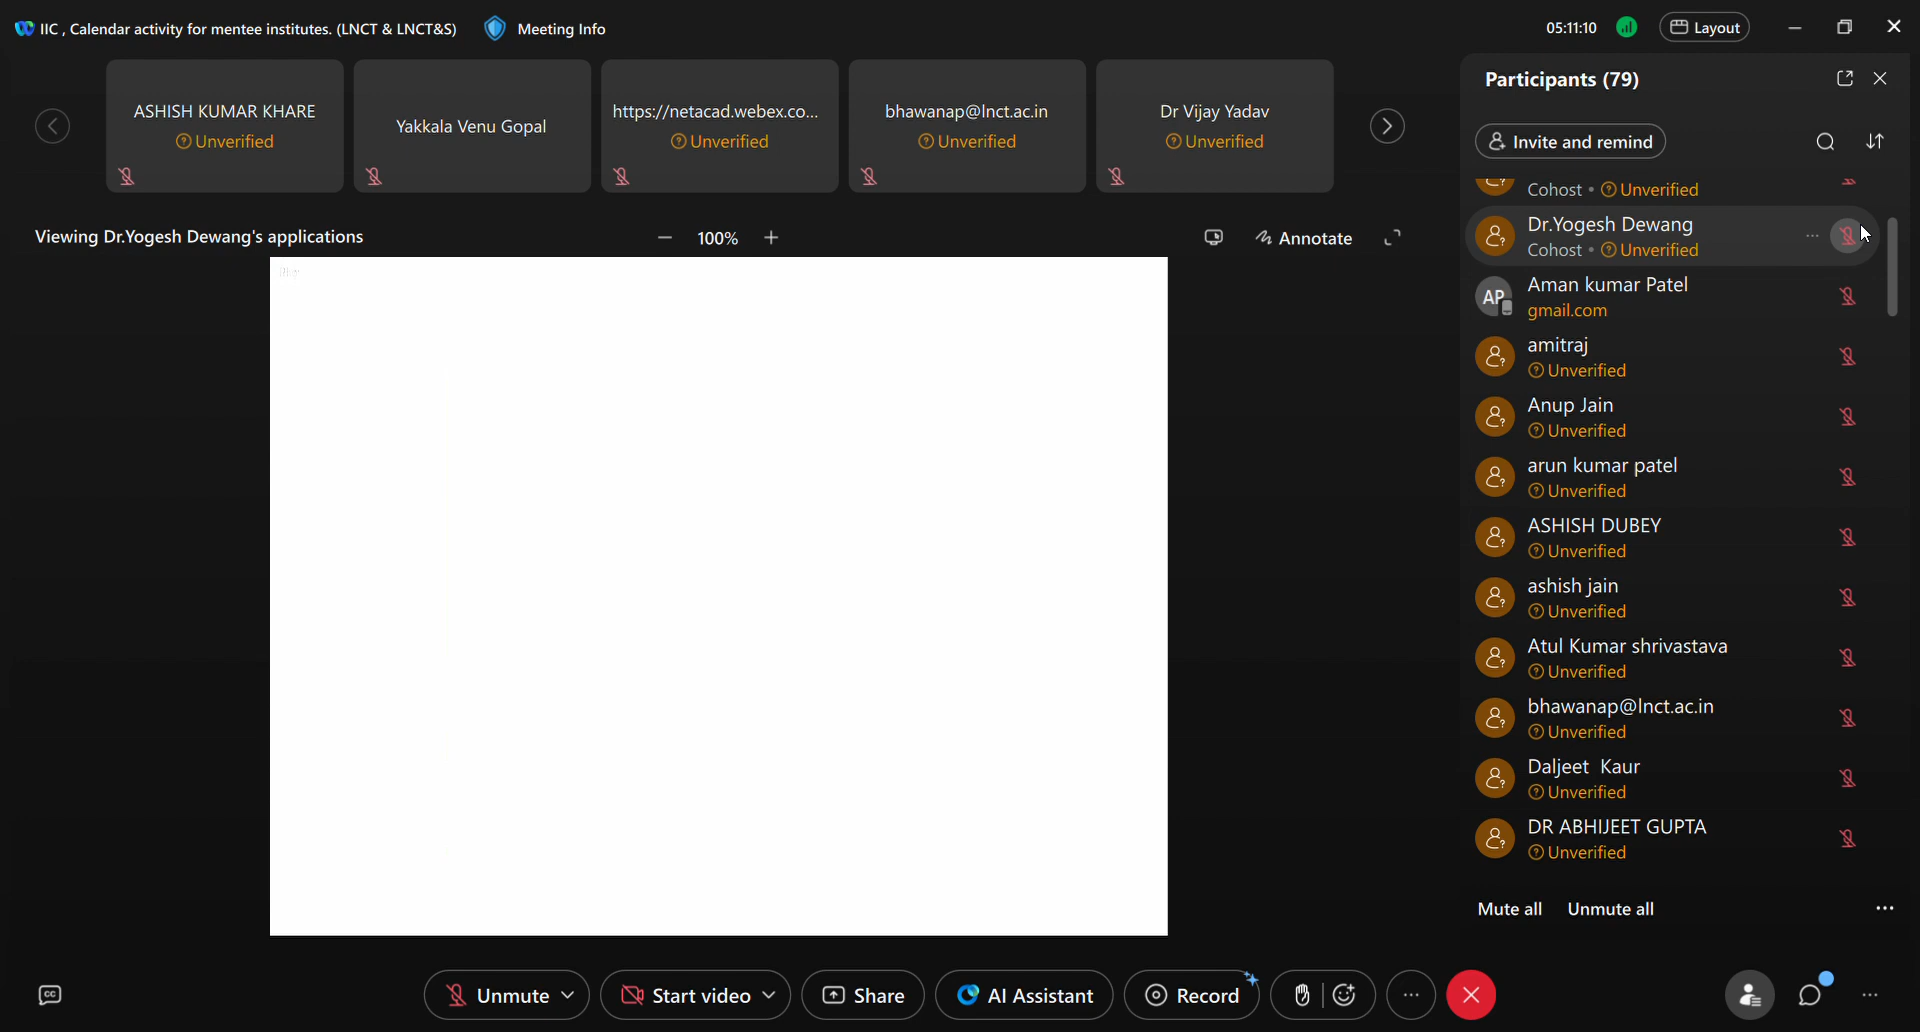 IIC , Calendar activity for mentee institutes. (LNCT & LNCT&S)
Meeting Info
05:11:10
Layout
ASHISH KUMAR KHARE
Unverified
Yakkala Venu Gopal
https://netacad.webex.co...
Unverified
bhawanap@lnct.ac.in
Unverified
Dr Vijay Yadav
Unverified
Viewing Dr.Yogesh Dewang's applications
100%
Annotate
Participants (79)
Invite and remind
Cohost • Unverified
Dr.Yogesh Dewang
Cohost • Unverified
AP
Aman kumar Patel
gmail.com
amitraj
Unverified
Anup Jain
Unverified
arun kumar patel
Unverified
ASHISH DUBEY
Unverified
ashish jain
Unverified
Atul Kumar shrivastava
Unverified
bhawanap@lnct.ac.in
Unverified
Daljeet Kaur
Unverified
DR ABHIJEET GUPTA
Unverified
Mute all Unmute all
CC
Unmute
Start video
Share
AI Assistant
Record